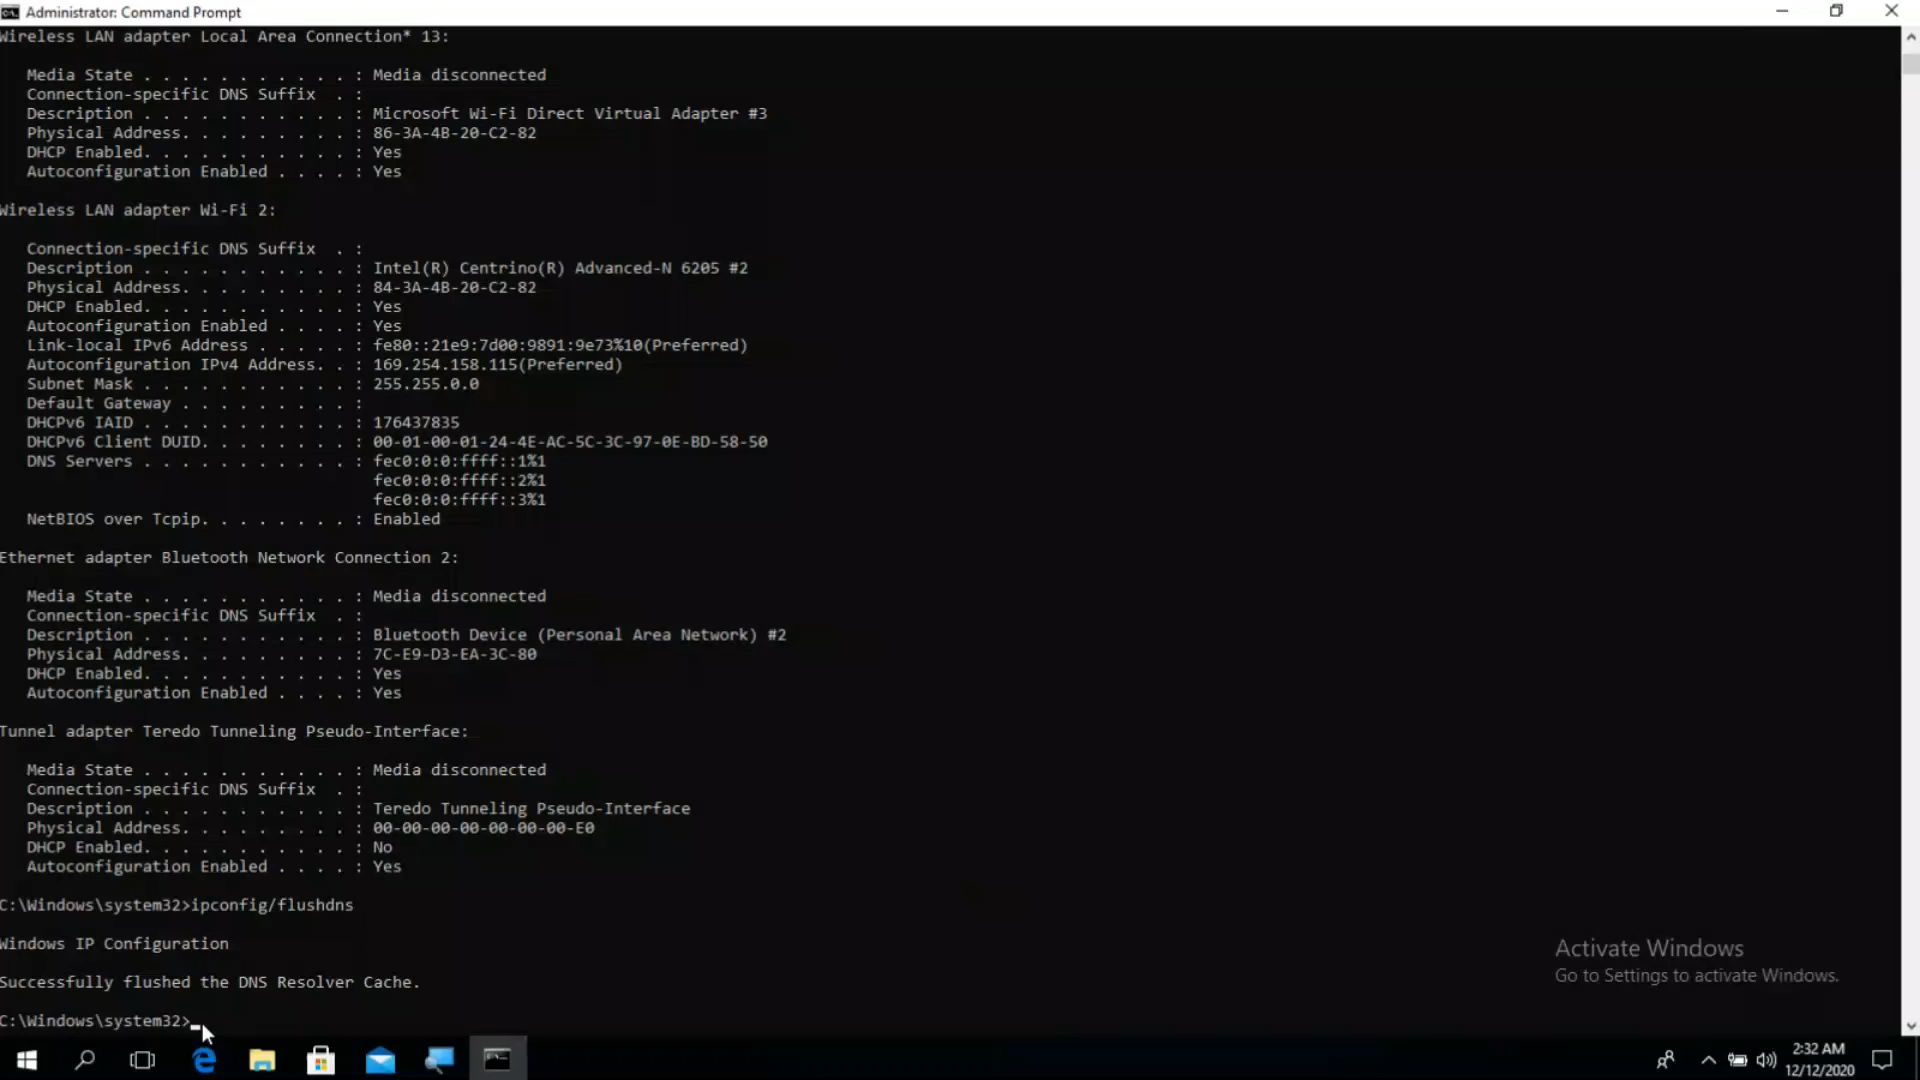 Administrator: Command Prompt
Wireless LAN adapter Local Area Connection* 13:
Media State . . . . . . . . . . . : Media disconnected
Connection-specific DNS Suffix  . :
Description . . . . . . . . . . . : Microsoft Wi-Fi Direct Virtual Adapter #3
Physical Address. . . . . . . . . : 86-3A-4B-20-C2-82
DHCP Enabled. . . . . . . . . . . : Yes
Autoconfiguration Enabled . . . . : Yes
Wireless LAN adapter Wi-Fi 2:
Connection-specific DNS Suffix  . :
Description . . . . . . . . . . . : Intel(R) Centrino(R) Advanced-N 6205 #2
Physical Address. . . . . . . . . : 84-3A-4B-20-C2-82
DHCP Enabled. . . . . . . . . . . : Yes
Autoconfiguration Enabled . . . . : Yes
Link-local IPv6 Address . . . . . : fe80::21e9:7d00:9891:9e73%10(Preferred)
Autoconfiguration IPv4 Address. . : 169.254.158.115(Preferred)
Subnet Mask . . . . . . . . . . . : 255.255.0.0
Default Gateway . . . . . . . . . :
DHCPv6 IAID . . . . . . . . . . . : 176437835
DHCPv6 Client DUID. . . . . . . . : 00-01-00-01-24-4E-AC-5C-3C-97-0E-BD-58-50
DNS Servers . . . . . . . . . . . : fec0:0:0:ffff::1%1
fec0:0:0:ffff::2%1
fec0:0:0:ffff::3%1
NetBIOS over Tcpip. . . . . . . . : Enabled
Ethernet adapter Bluetooth Network Connection 2:
Media State . . . . . . . . . . . : Media disconnected
Connection-specific DNS Suffix  . :
Description . . . . . . . . . . . : Bluetooth Device (Personal Area Network) #2
Physical Address. . . . . . . . . : 7C-E9-D3-EA-3C-80
DHCP Enabled. . . . . . . . . . . : Yes
Autoconfiguration Enabled . . . . : Yes
Tunnel adapter Teredo Tunneling Pseudo-Interface:
Media State . . . . . . . . . . . : Media disconnected
Connection-specific DNS Suffix  . :
Description . . . . . . . . . . . : Teredo Tunneling Pseudo-Interface
Physical Address. . . . . . . . . : 00-00-00-00-00-00-00-E0
DHCP Enabled. . . . . . . . . . . : No
Autoconfiguration Enabled . . . . : Yes
C:\Windows\system32>ipconfig/flushdns
Windows IP Configuration
Successfully flushed the DNS Resolver Cache.
C:\Windows\system32>
Activate Windows
Go to Settings to activate Windows.
2:32 AM
12/12/2020